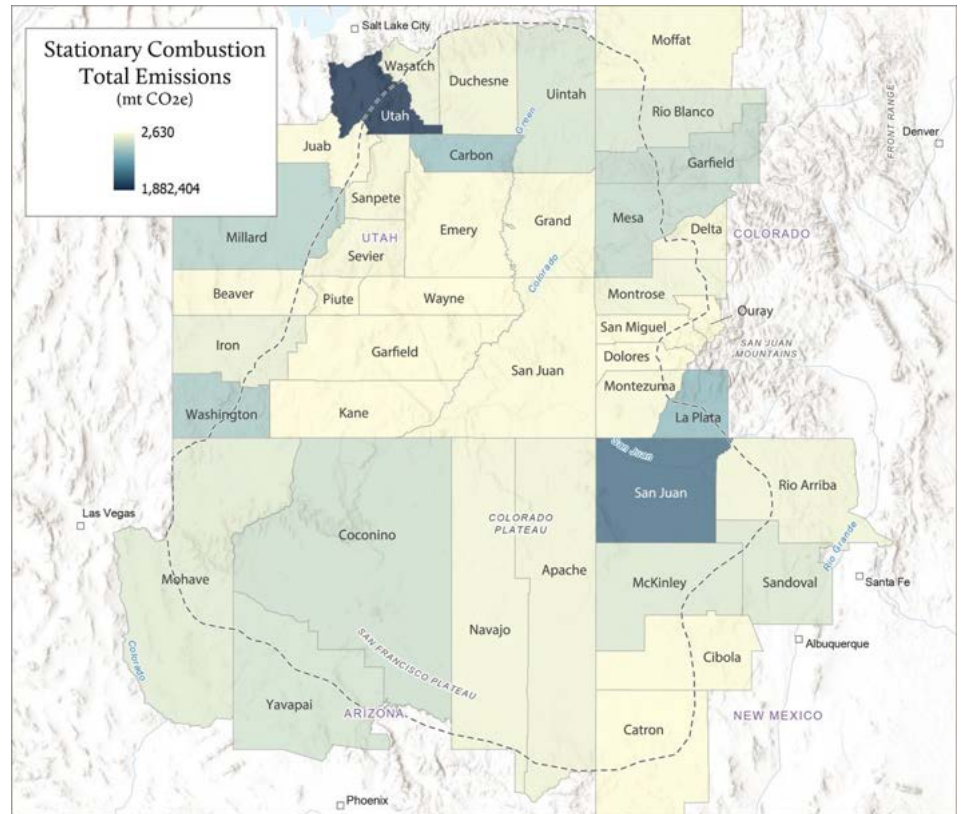 Stationary Combustion
Total Emissions
(mt CO2e)
2,630
1,882,404
Salt Lake City
Moffat
Wasatch
Duchesne
Uintah
Rio Blanco
FRONT RANGE
Denver
Utah
Green
Juab
Carbon
Garfield
Sanpete
Mesa
Grand
Emery
Delta
COLORADO
Millard
UTAH
Sevier
Colorado
Beaver
Piute
Wayne
Montrose
Ouray
San Miguel
SAN JUAN
MOUNTAINS
Iron
Garfield
Dolores
San Juan
Montezuma
Washington
Kane
La Plata
San Juan
San Juan
Rio Arriba
Las Vegas
COLORADO
PLATEAU
Coconino
Rio Grande
Mohave
Apache
McKinley
Sandoval
Santa Fe
Navajo
Albuquerque
Colorado
SAN FRANCISCO PLATEAU
Cibola
Yavapai
ARIZONA
Catron
NEW MEXICO
Phoenix